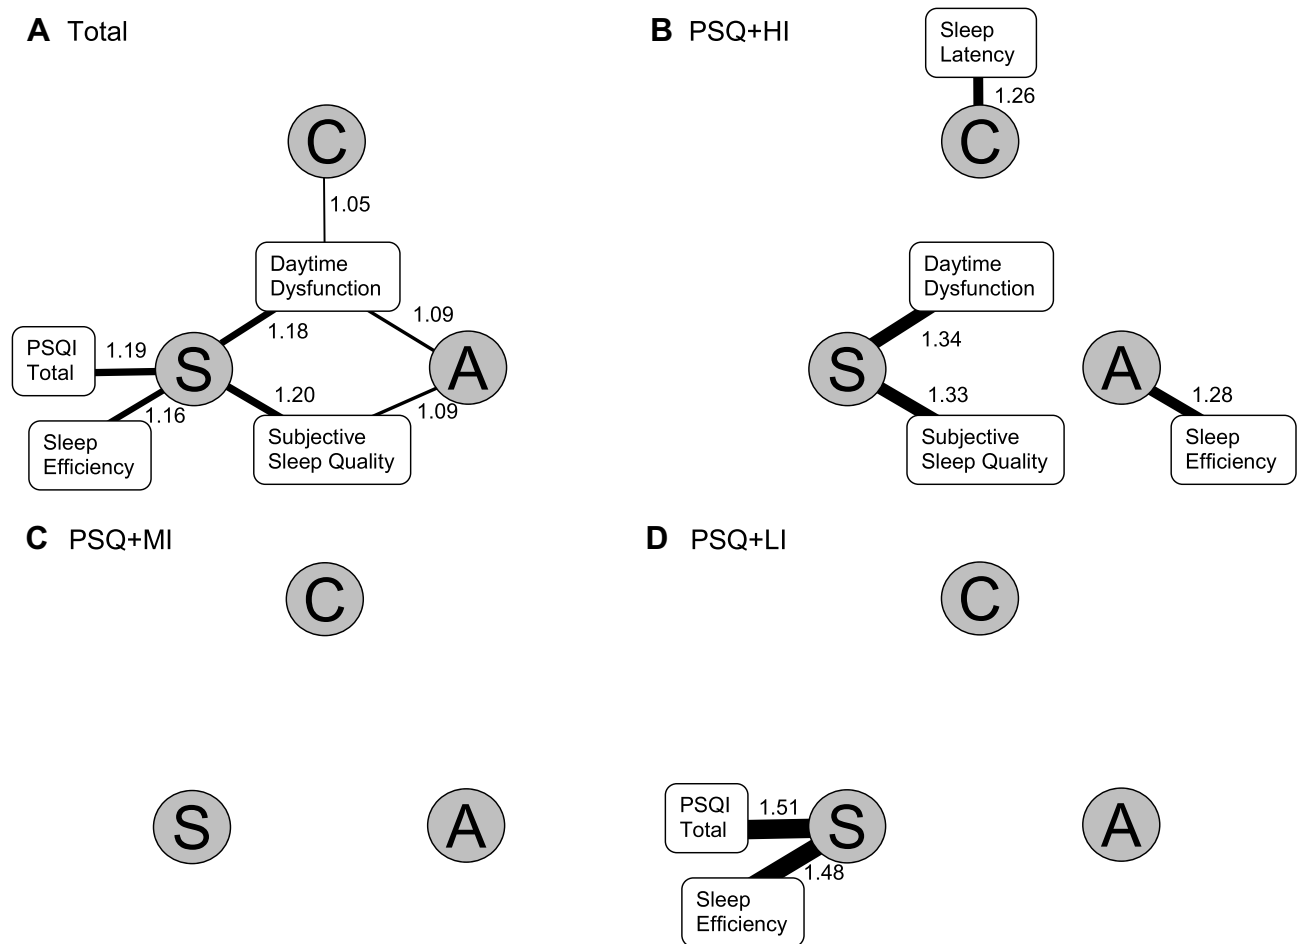 A Total
C
1.05
Daytime
Dysfunction
1.09
1.18
PSQI
Total
1.19
S
A
1.20
1.09
1.16
Sleep
Efficiency
Subjective
Sleep Quality
B PSQ+HI
Sleep
Latency
1.26
C
Daytime
Dysfunction
1.34
S
A
1.33
1.28
Subjective
Sleep Quality
Sleep
Efficiency
C PSQ+MI
C
S
A
D PSQ+LI
C
PSQI
Total
1.51
S
A
1.48
Sleep
Efficiency